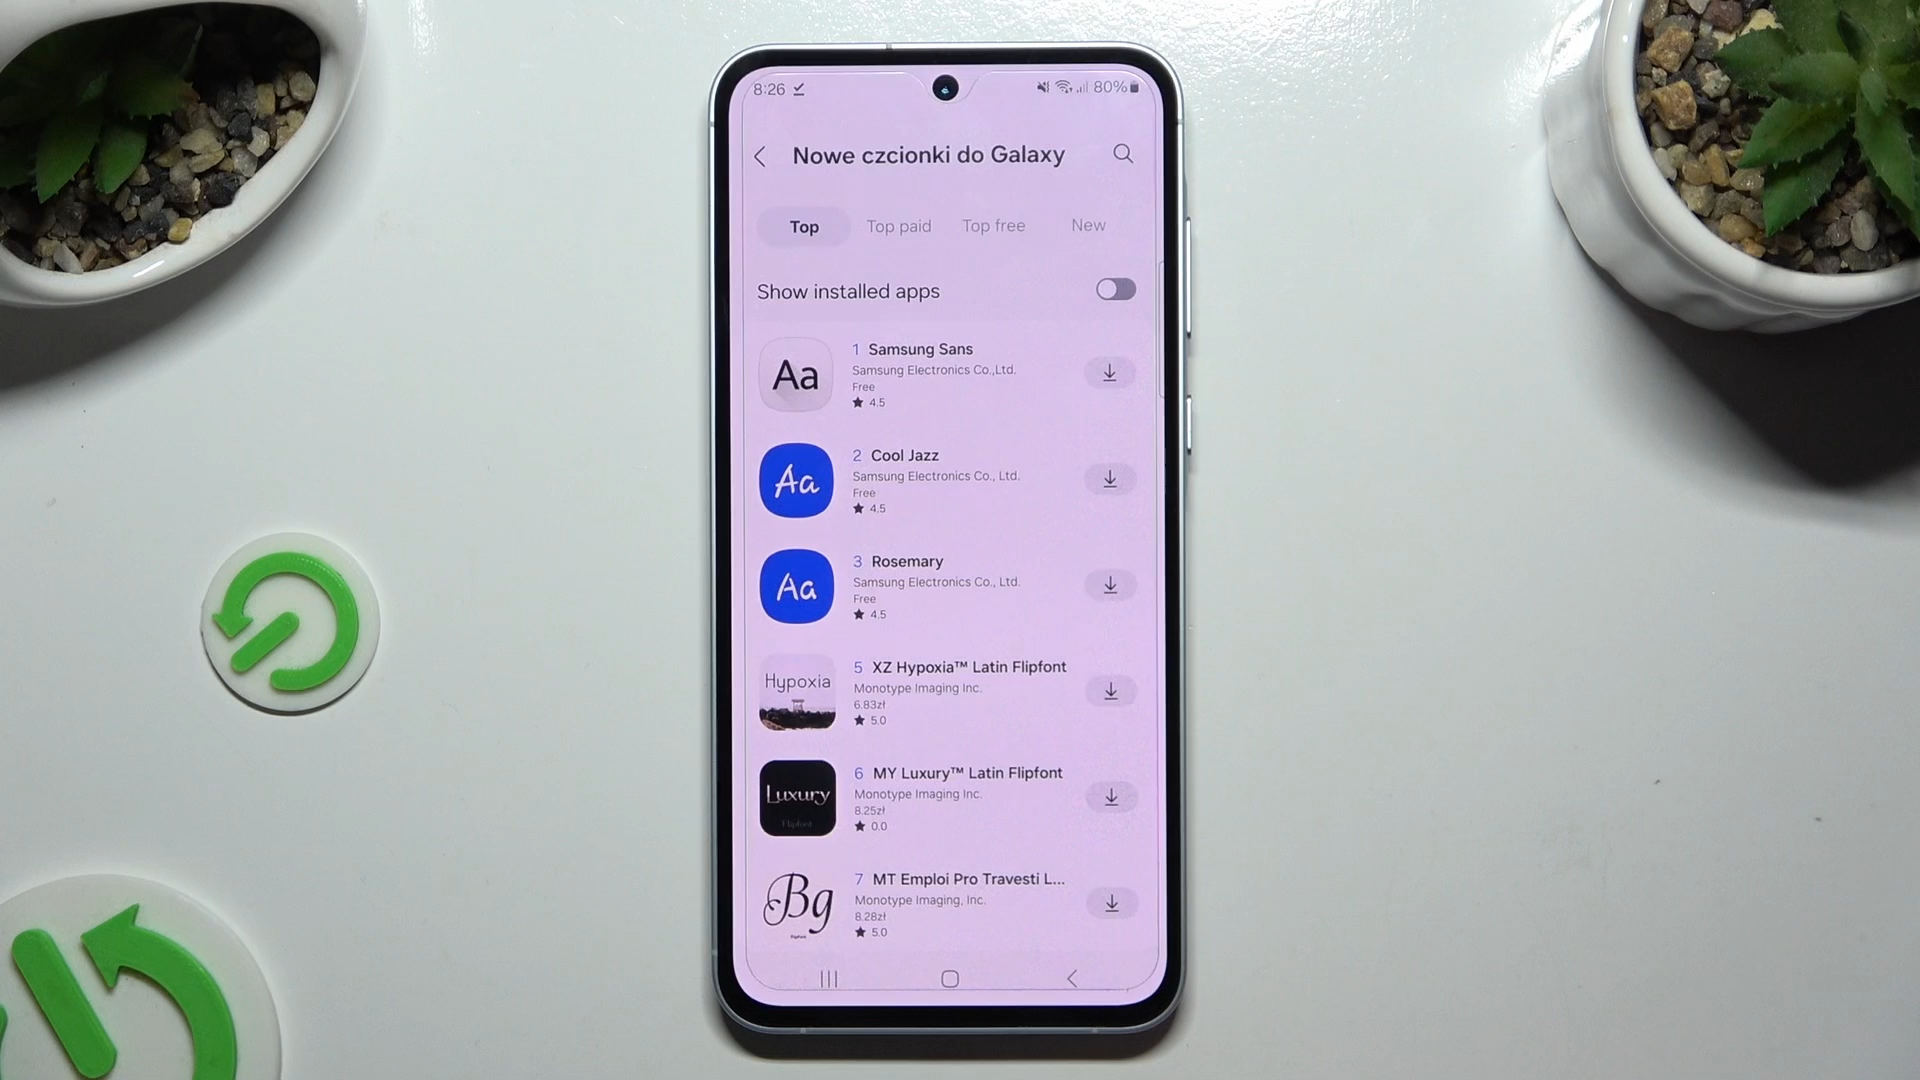 8:26 80%
Nowe czcionki do Galaxy
Top Top paid Top free New
Show installed apps
Aa
1 Samsung Sans
Samsung Electronics Co.,Ltd.
Free
★ 4.5
Aa
2 Cool Jazz
Samsung Electronics Co., Ltd.
Free
★ 4.5
Aa
3 Rosemary
Samsung Electronics Co., Ltd.
Free
★ 4.5
Hypoxia
5 XZ Hypoxia™ Latin Flipfont
Monotype Imaging Inc.
6.83zł
★ 5.0
Luxury
Flipfont
6 MY Luxury™ Latin Flipfont
Monotype Imaging Inc.
8.25zł
★ 0.0
Bg
7 MT Emploi Pro Travesti L...
Monotype Imaging, Inc.
8.28zł
★ 5.0